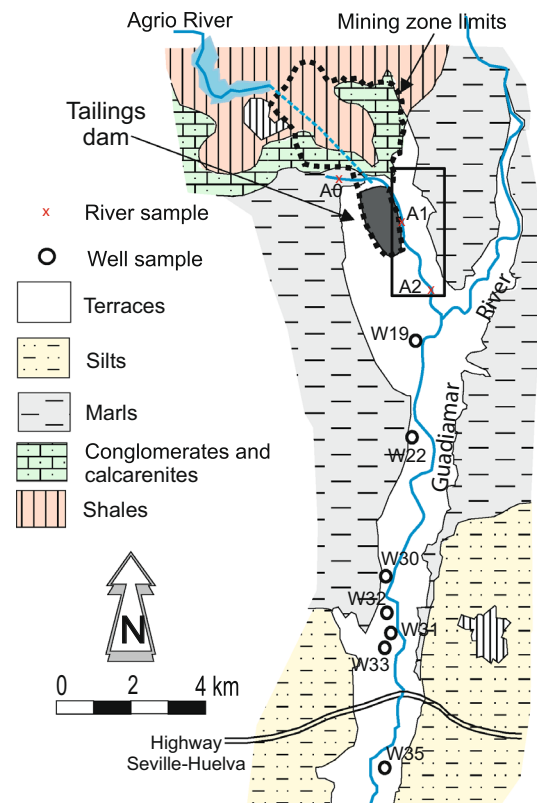 Agrio River
Mining zone limits
Tailings
dam
A0
A1
River sample
Well sample
A2
Terraces
River
W19
Silts
Marls
Guadiamar
W22
Conglomerates and
calcarenites
Shales
W30
W32
N
W31
W33
0 2 4 km
Highway
Seville-Huelva
W35